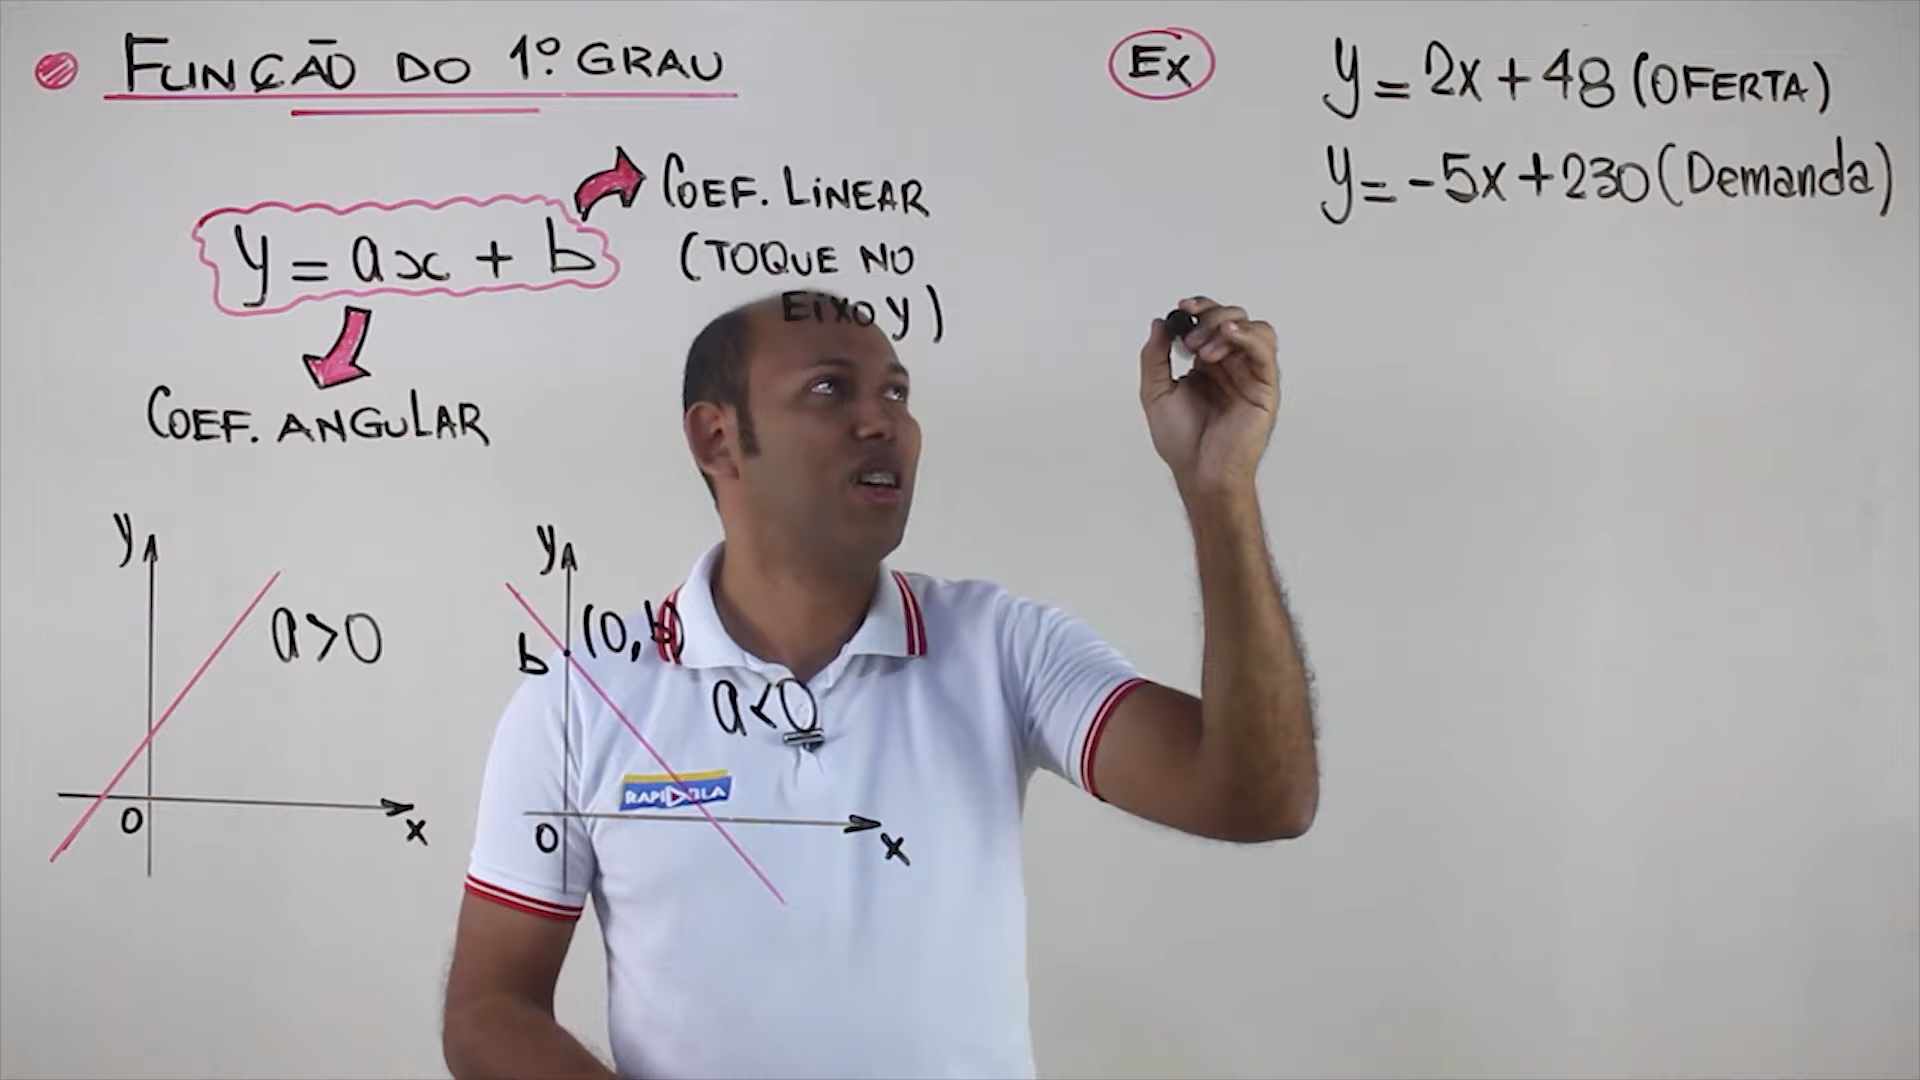 FUNÇÃO DO 1º GRAU
y = ax + b
COEF. LINEAR
(TOQUE NO
EIXO y)
COEF. ANGULAR
y
a>0
0
x
y
b
(0,b)
a<0
0
x
RAPIDOLA
Ex
y = 2x + 48 (OFERTA)
y = -5x + 230 (Demanda)